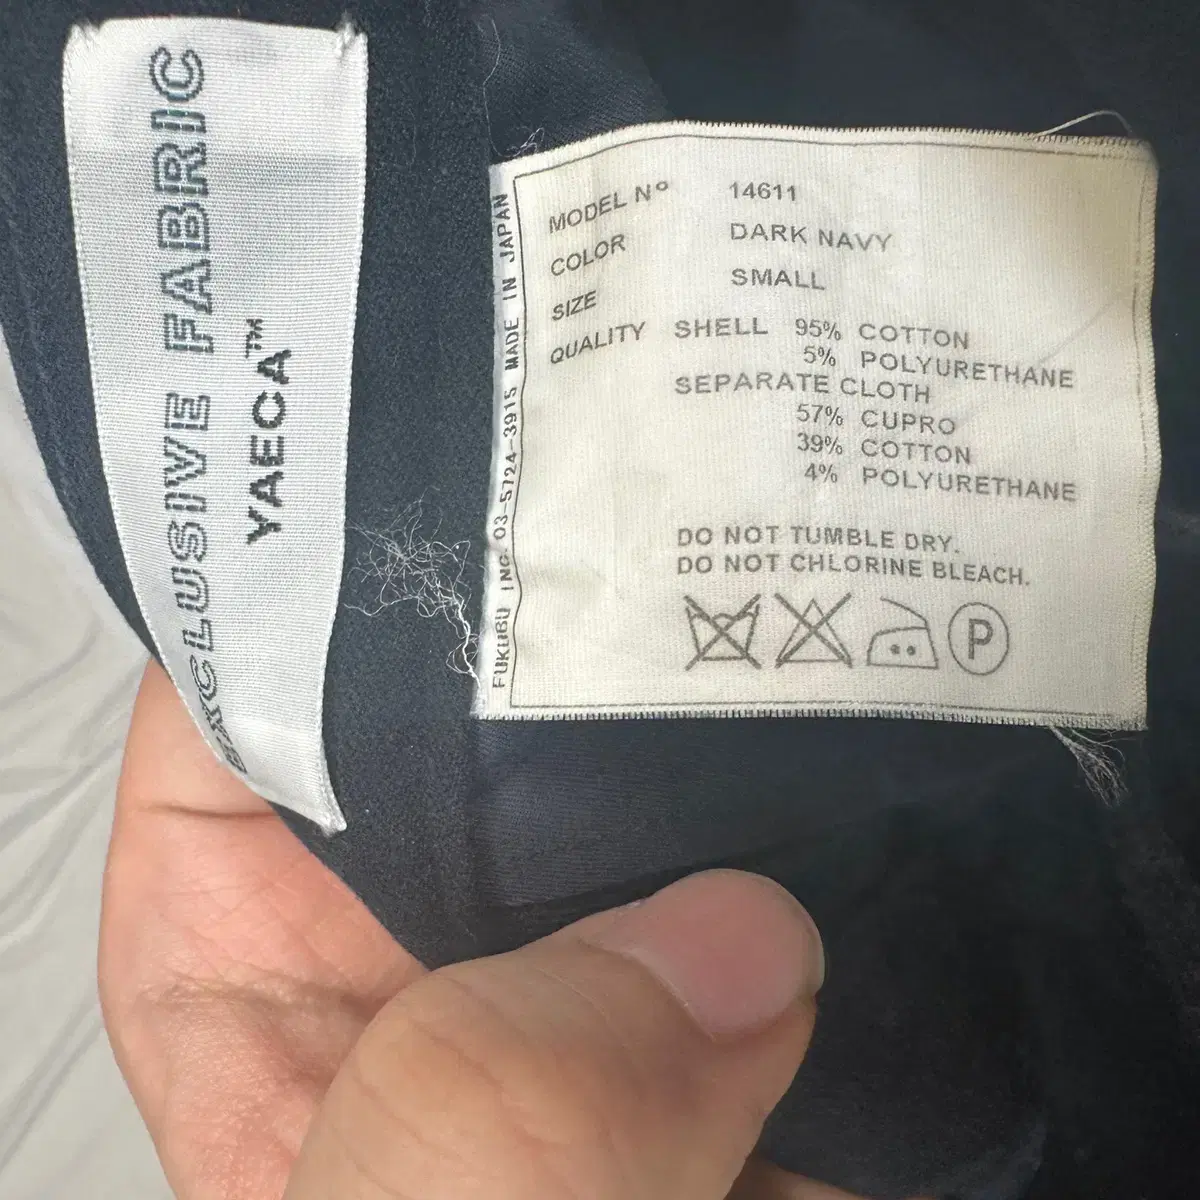 EXCLUSIVE FABRIC
YAECA™
FUKUBU INC. 03-5724-3915 MADE IN JAPAN
MODEL Nº 14611
COLOR DARK NAVY
SIZE SMALL
QUALITY SHELL 95% COTTON
5% POLYURETHANE
SEPARATE CLOTH
57% CUPRO
39% COTTON
4% POLYURETHANE
DO NOT TUMBLE DRY.
DO NOT CHLORINE BLEACH.
P